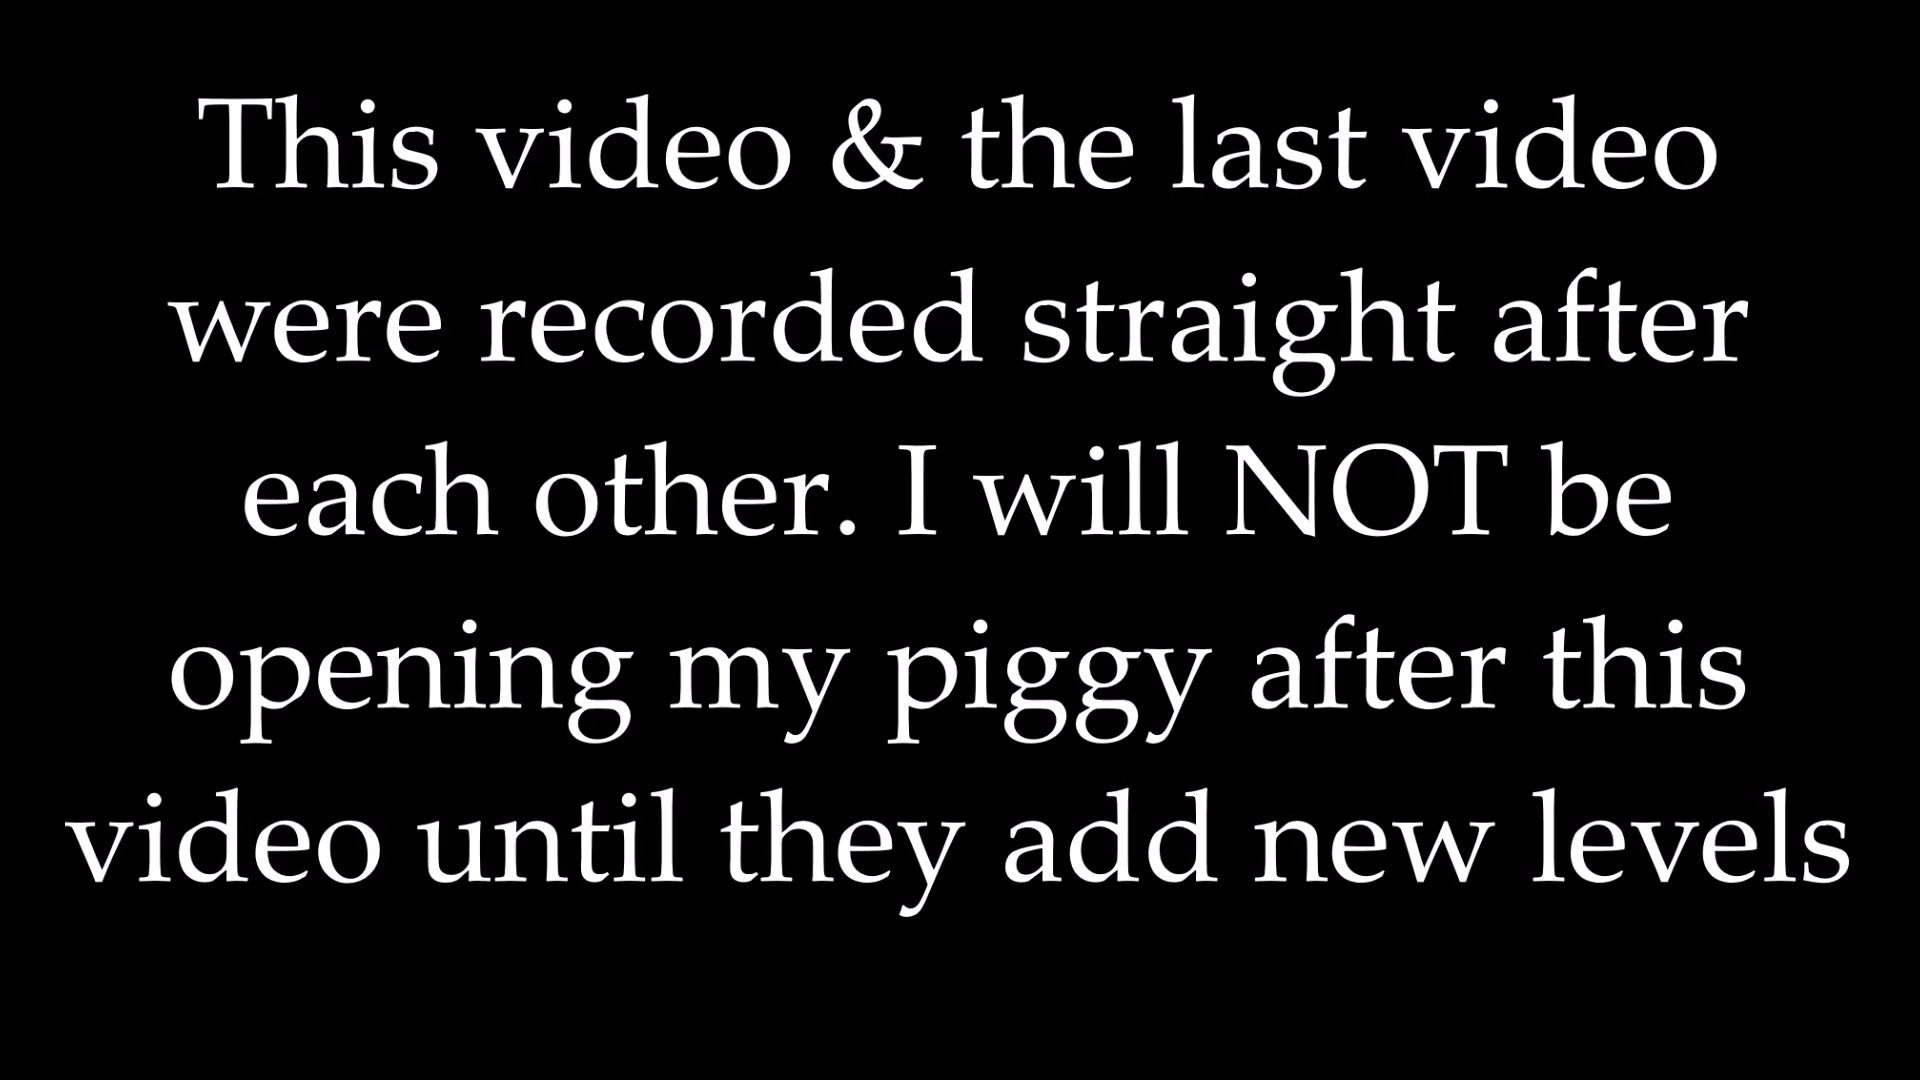 This video & the last video
were recorded straight after
each other. I will NOT be
opening my piggy after this
video until they add new levels